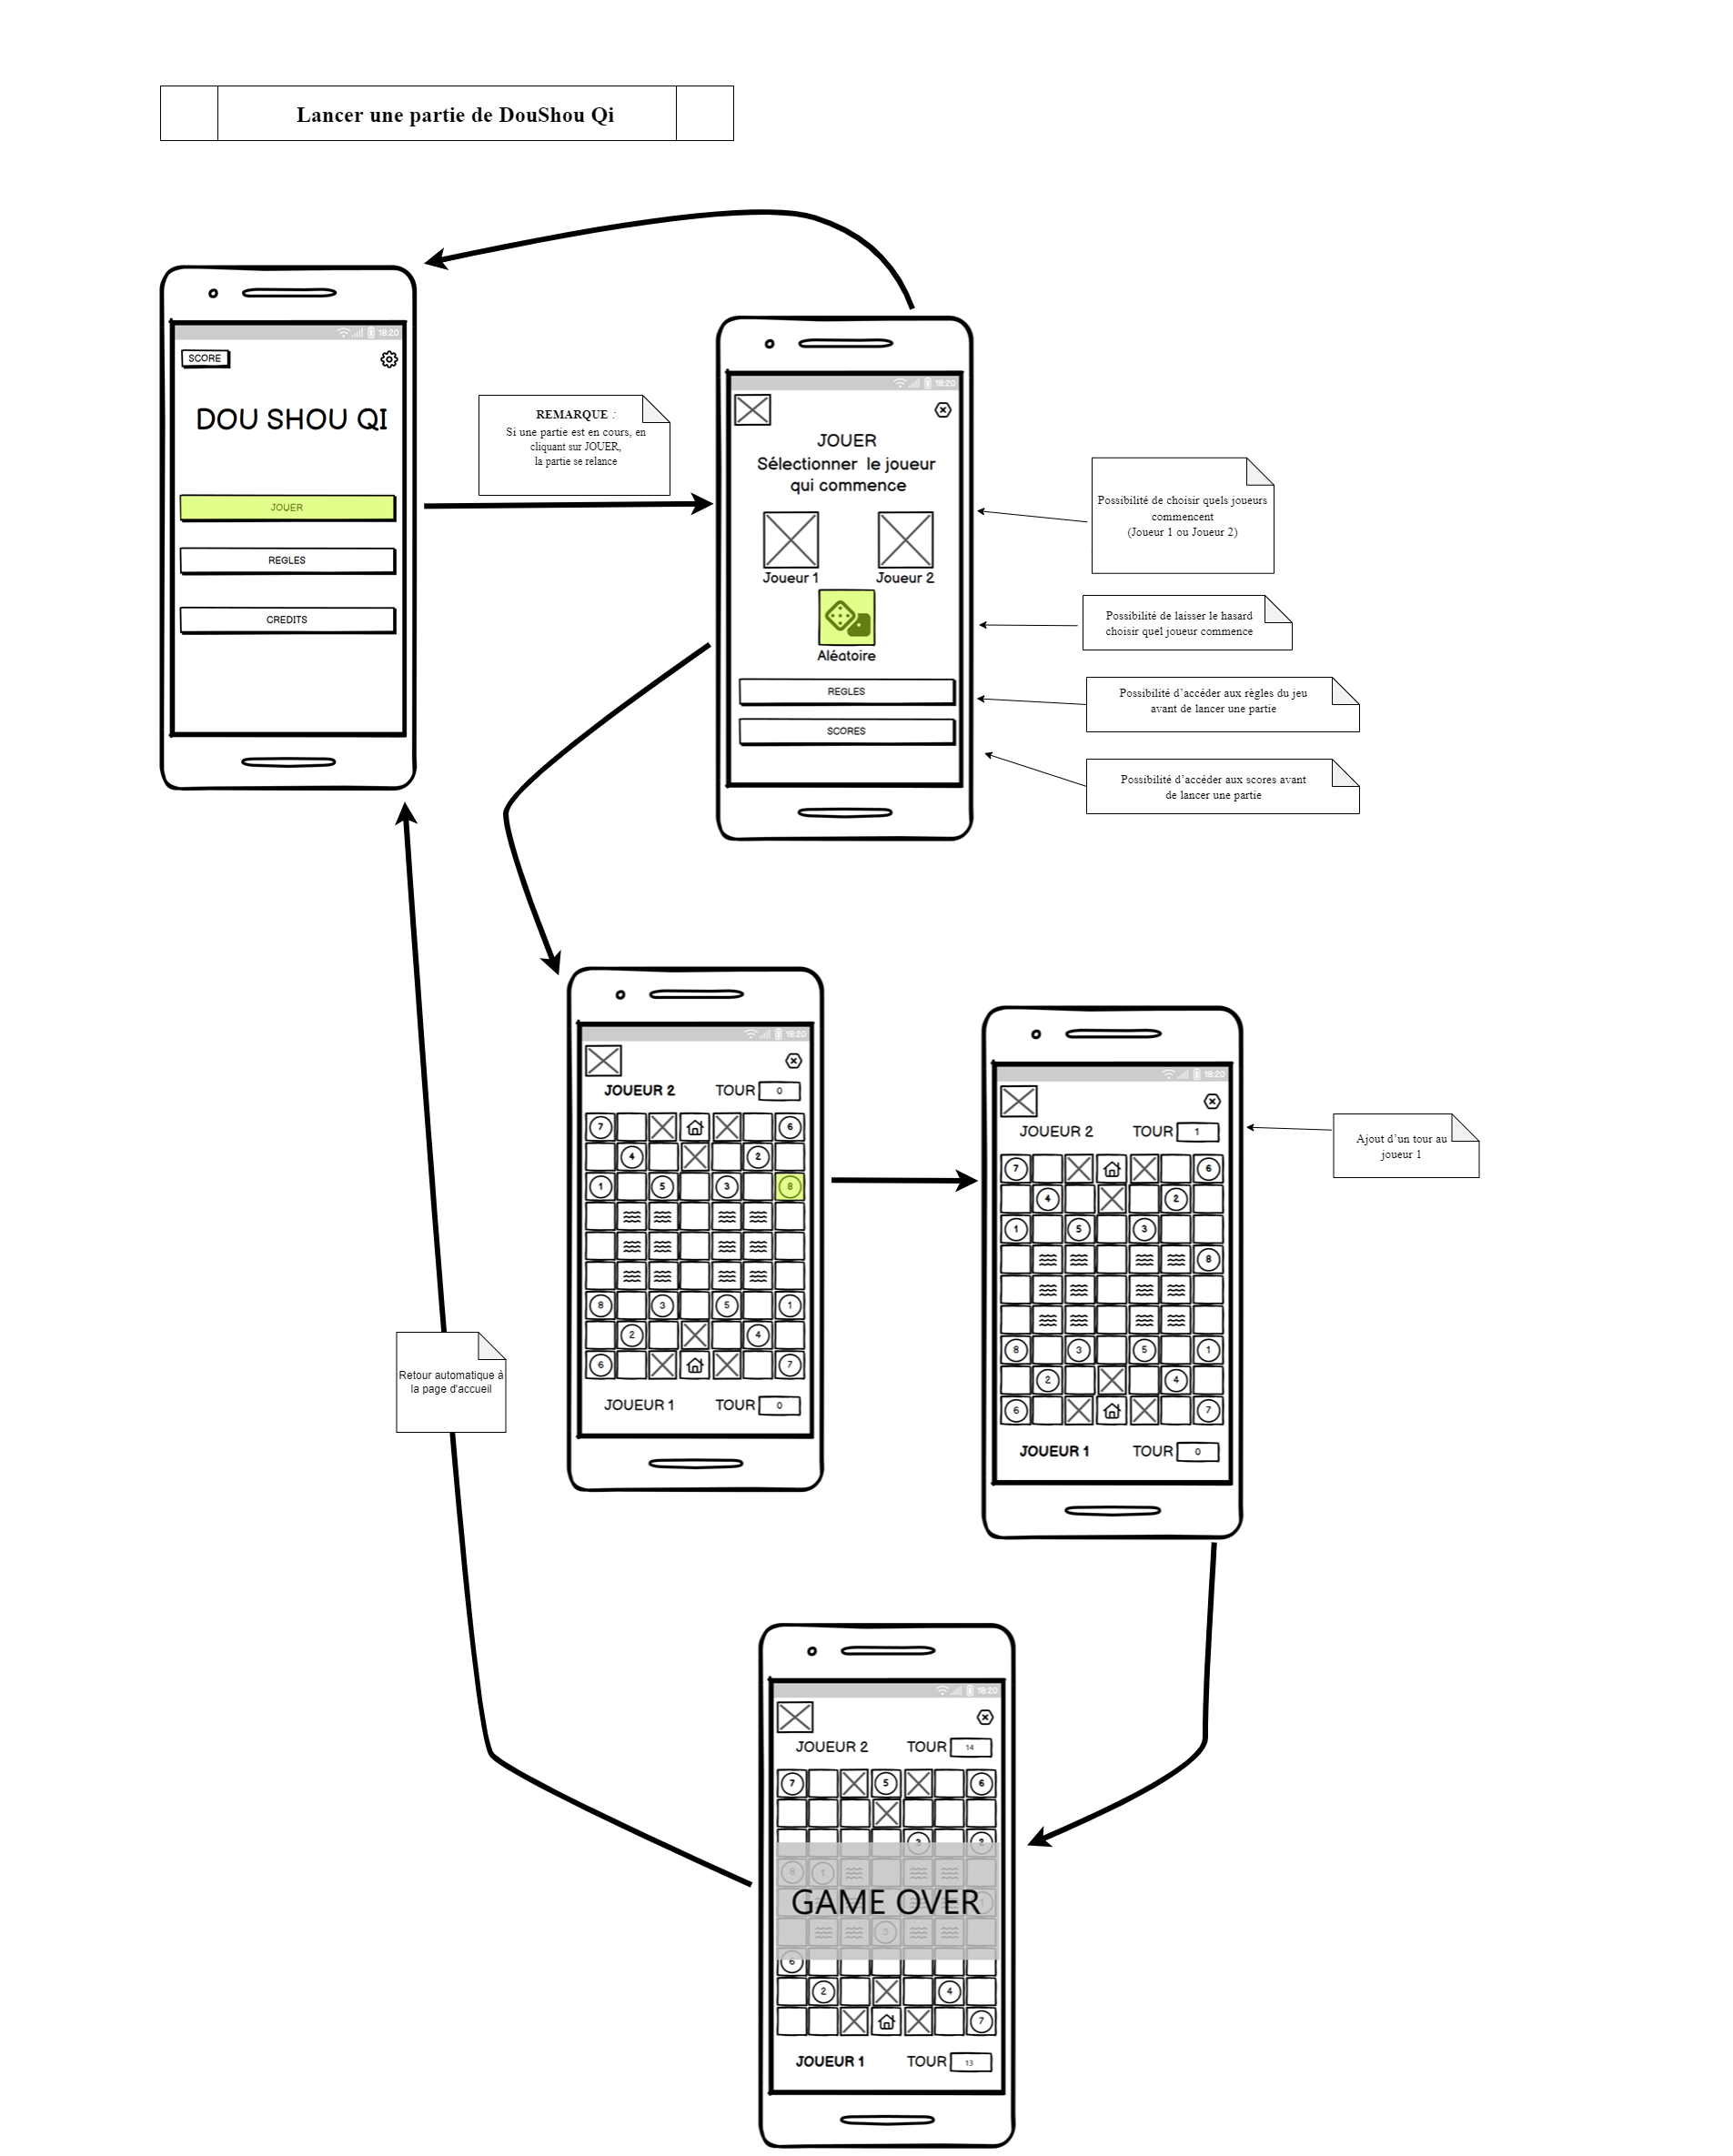 Lancer une partie de DouShou Qi
18:20
SCORE
DOU SHOU QI
JOUER
REGLES
CREDITS
REMARQUE :
Si une partie est en cours, en
cliquant sur JOUER,
la partie se relance
18:20
JOUER
Sélectionner le joueur
qui commence
Joueur 1 Joueur 2
Aléatoire
REGLES
SCORES
Possibilité de choisir quels joueurs
commencent
(Joueur 1 ou Joueur 2)
Possibilité de laisser le hasard
choisir quel joueur commence
Possibilité d'accéder aux règles du jeu
avant de lancer une partie
Possibilité d'accéder aux scores avant
de lancer une partie
18:20
JOUEUR 2 TOUR 0
7 6
4 2
1 5 3 8
8 3 5 1
2 4
6 7
JOUEUR 1 TOUR 0
18:20
JOUEUR 2 TOUR 1
7 6
4 2
1 5 3
8
8 3 5 1
2 4
6 7
JOUEUR 1 TOUR 0
Ajout d'un tour au
joueur 1
Retour automatique à
la page d'accueil
18:20
JOUEUR 2 TOUR 14
7 5 6
3 2
8 1
GAME OVER
3
6
2 4
7
JOUEUR 1 TOUR 13